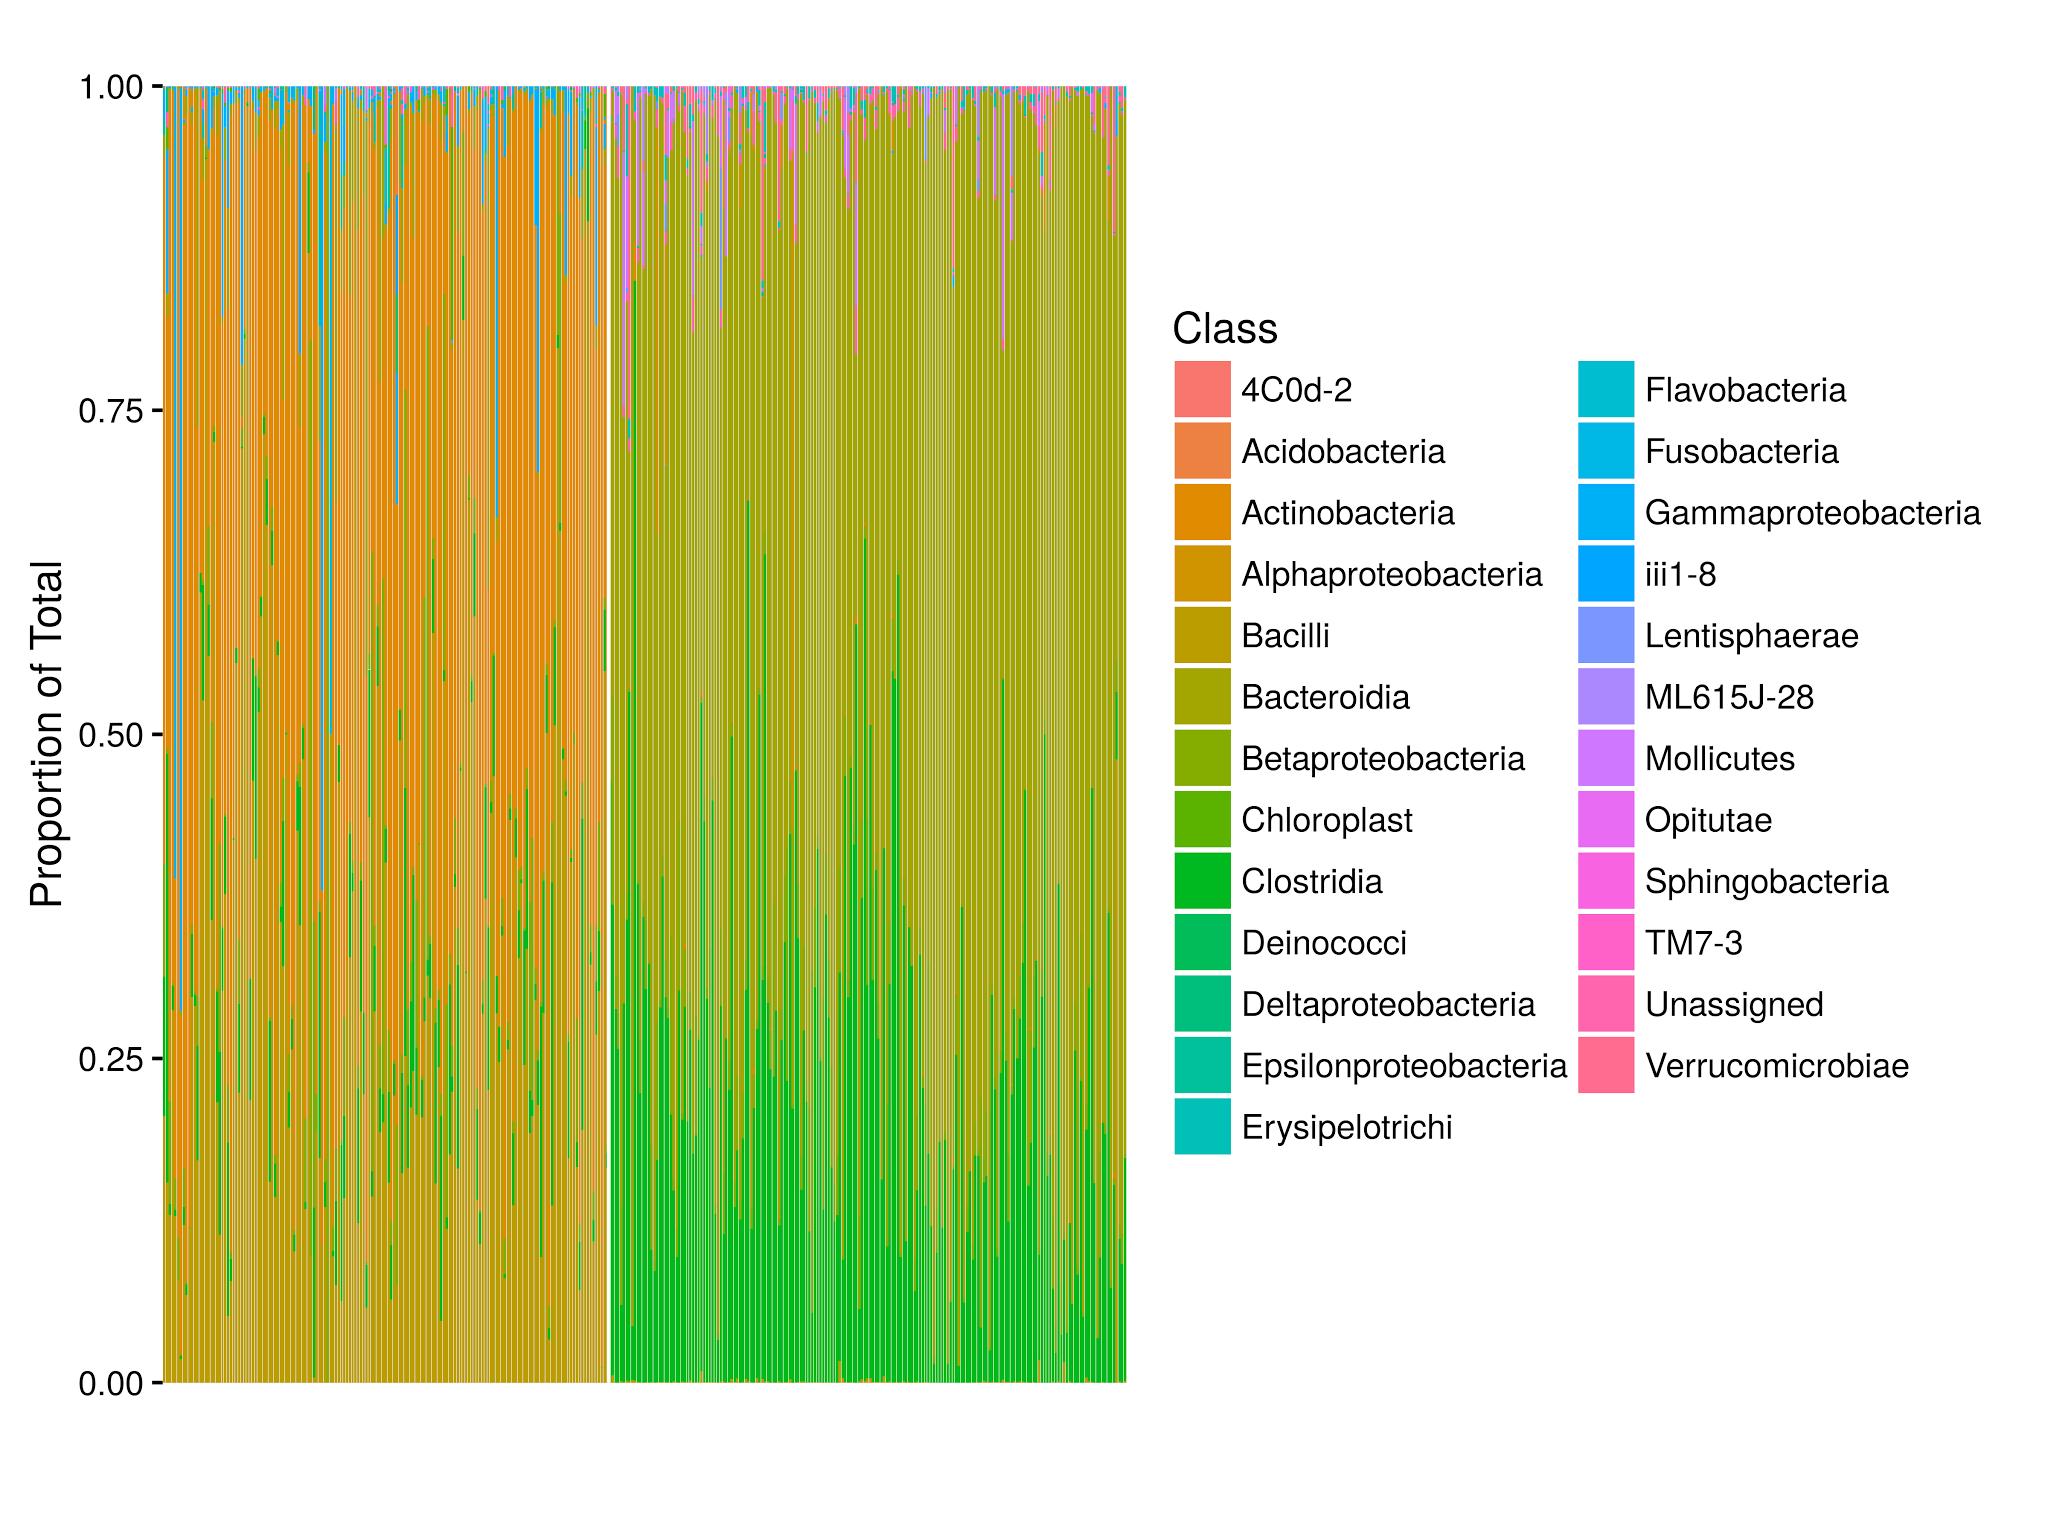 1.00
0.75
0.50
0.25
0.00
Proportion of Total
Class
4C0d-2
Acidobacteria
Actinobacteria
Alphaproteobacteria
Bacilli
Bacteroidia
Betaproteobacteria
Chloroplast
Clostridia
Deinococci
Deltaproteobacteria
Epsilonproteobacteria
Erysipelotrichi
Flavobacteria
Fusobacteria
Gammaproteobacteria
iii1-8
Lentisphaerae
ML615J-28
Mollicutes
Opitutae
Sphingobacteria
TM7-3
Unassigned
Verrucomicrobiae